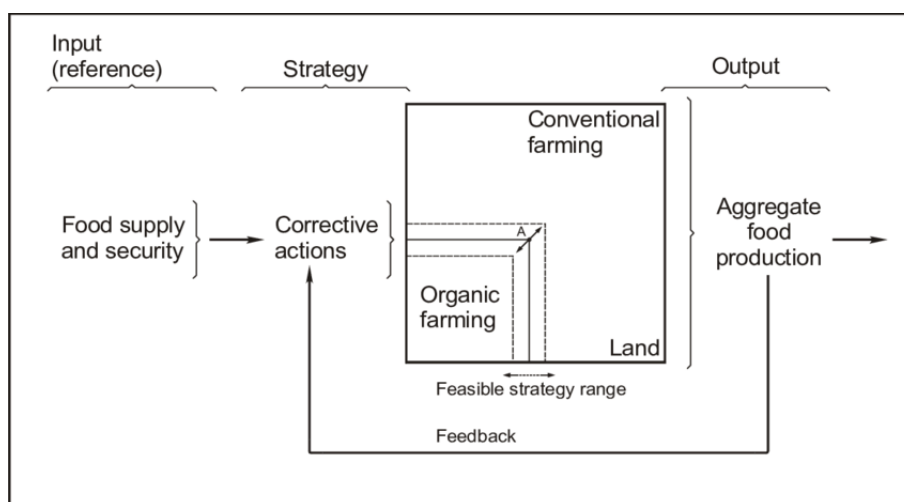 Input
(reference)
Strategy
Output
Conventional
farming
Food supply
and security
Corrective
actions
A
Aggregate
food
production
Organic
farming
Land
Feasible strategy range
Feedback